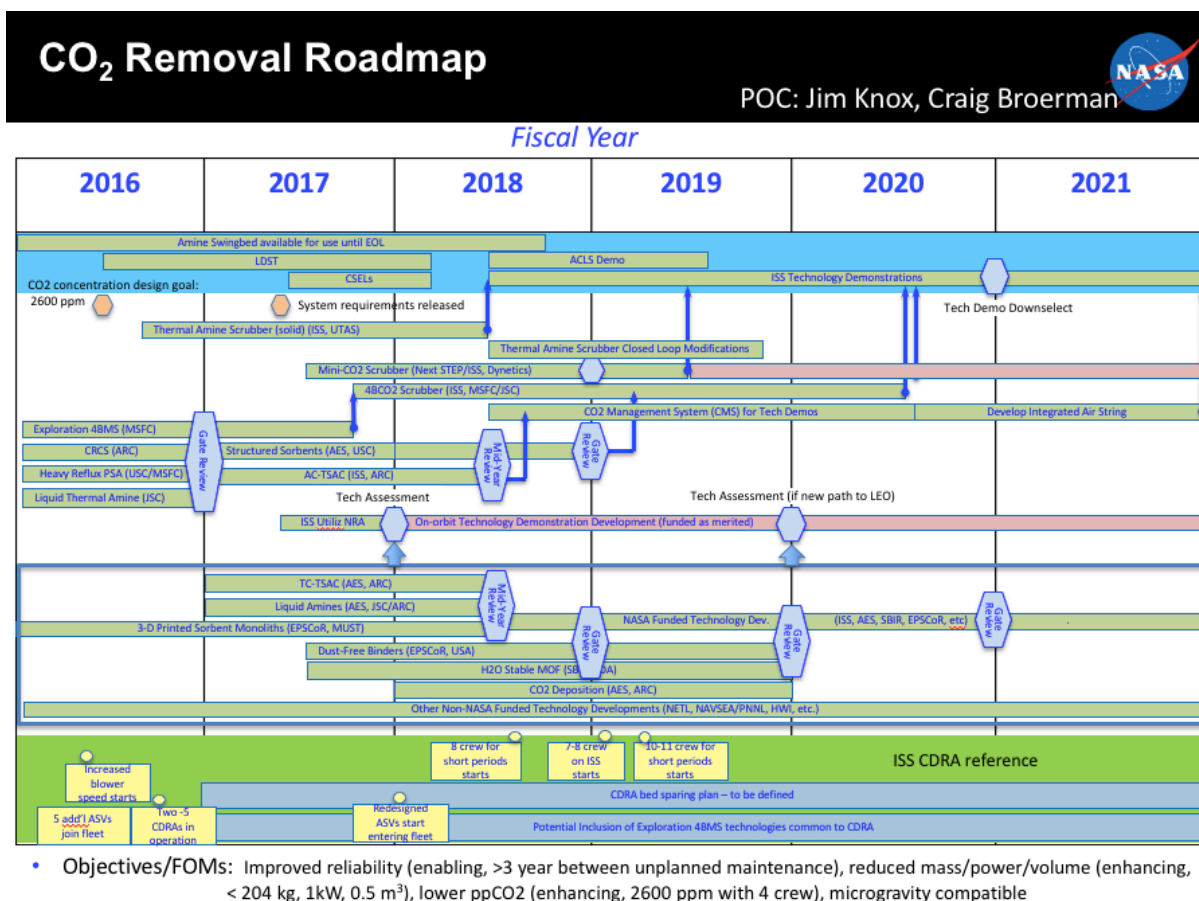 CO2 Removal Roadmap
NASA
POC: Jim Knox, Craig Broerman
Fiscal Year
2016
2017
2018
2019
2020
2021
Amine Swingbed available for use until EOL
LDST
ACLS Demo
CSELs
ISS Technology Demonstrations
CO2 concentration design goal:
2600 ppm
System requirements released
Tech Demo Downselect
Thermal Amine Scrubber (solid) (ISS, UTAS)
Thermal Amine Scrubber Closed Loop Modifications
Mini-CO2 Scrubber (Next STEP/ISS, Dynetics)
4BCO2 Scrubber (ISS, MSFC/JSC)
CO2 Management System (CMS) for Tech Demos
Develop Integrated Air String
Exploration 4BMS (MSFC)
CRCS (ARC)
Heavy Reflux PSA (USC/MSFC)
Liquid Thermal Amine (JSC)
Gate Review
Structured Sorbents (AES, USC)
AC-TSAC (ISS, ARC)
Mid-Year
Review
Gate
Review
Tech Assessment
Tech Assessment (if new path to LEO)
ISS Utiliz NRA
On-orbit Technology Demonstration Development (funded as merited)
TC-TSAC (AES, ARC)
Liquid Amines (AES, JSC/ARC)
3-D Printed Sorbent Monoliths (EPSCoR, MUST)
Mid-Year
Review
NASA Funded Technology Dev.
(ISS, AES, SBIR, EPSCoR, etc)
.
Gate
Review
Gate
Review
Gate
Review
Dust-Free Binders (EPSCoR, USA)
H2O Stable MOF (SB DA)
CO2 Deposition (AES, ARC)
Other Non-NASA Funded Technology Developments (NETL, NAVSEA/PNNL, HWI, etc.)
8 crew for
short periods
starts
7-8 crew
on ISS
starts
10-11 crew for
short periods
starts
ISS CDRA reference
Increased
blower
speed starts
CDRA bed sparing plan – to be defined
5 add'l ASVs
join fleet
Two -5
CDRAs in
operation
Redesigned
ASVs start
entering fleet
Potential Inclusion of Exploration 4BMS technologies common to CDRA
• Objectives/FOMs: Improved reliability (enabling, >3 year between unplanned maintenance), reduced mass/power/volume (enhancing,
< 204 kg, 1kW, 0.5 m³), lower ppCO2 (enhancing, 2600 ppm with 4 crew), microgravity compatible